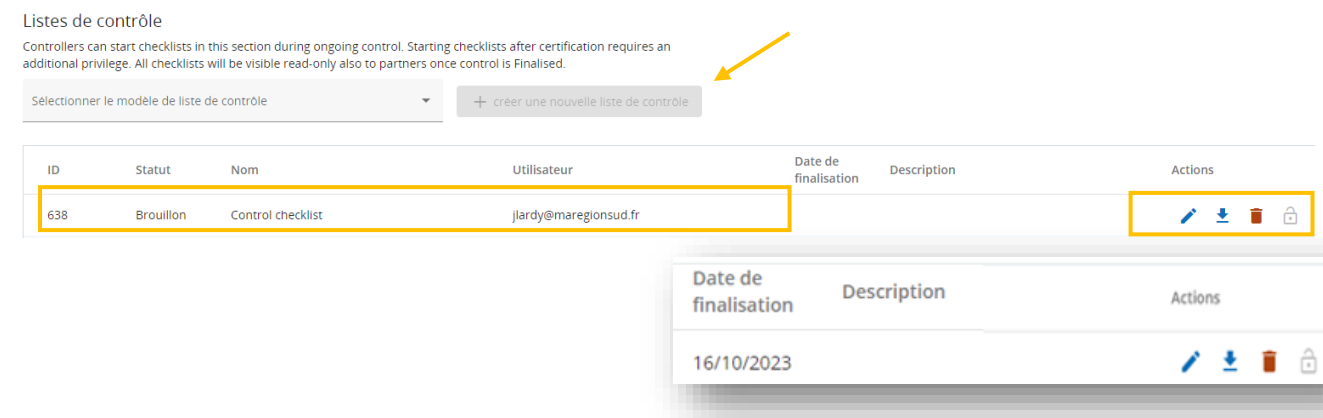 Listes de contrôle
Controllers can start checklists in this section during ongoing control. Starting checklists after certification requires an
additional privilege. All checklists will be visible read-only also to partners once control is Finalised.
Sélectionner le modèle de liste de contrôle
+ créer une nouvelle liste de contrôle
ID Statut Nom Utilisateur Date de finalisation Description Actions
638 Brouillon Control checklist jlardy@maregionsud.fr
Date de
finalisation Description Actions
16/10/2023